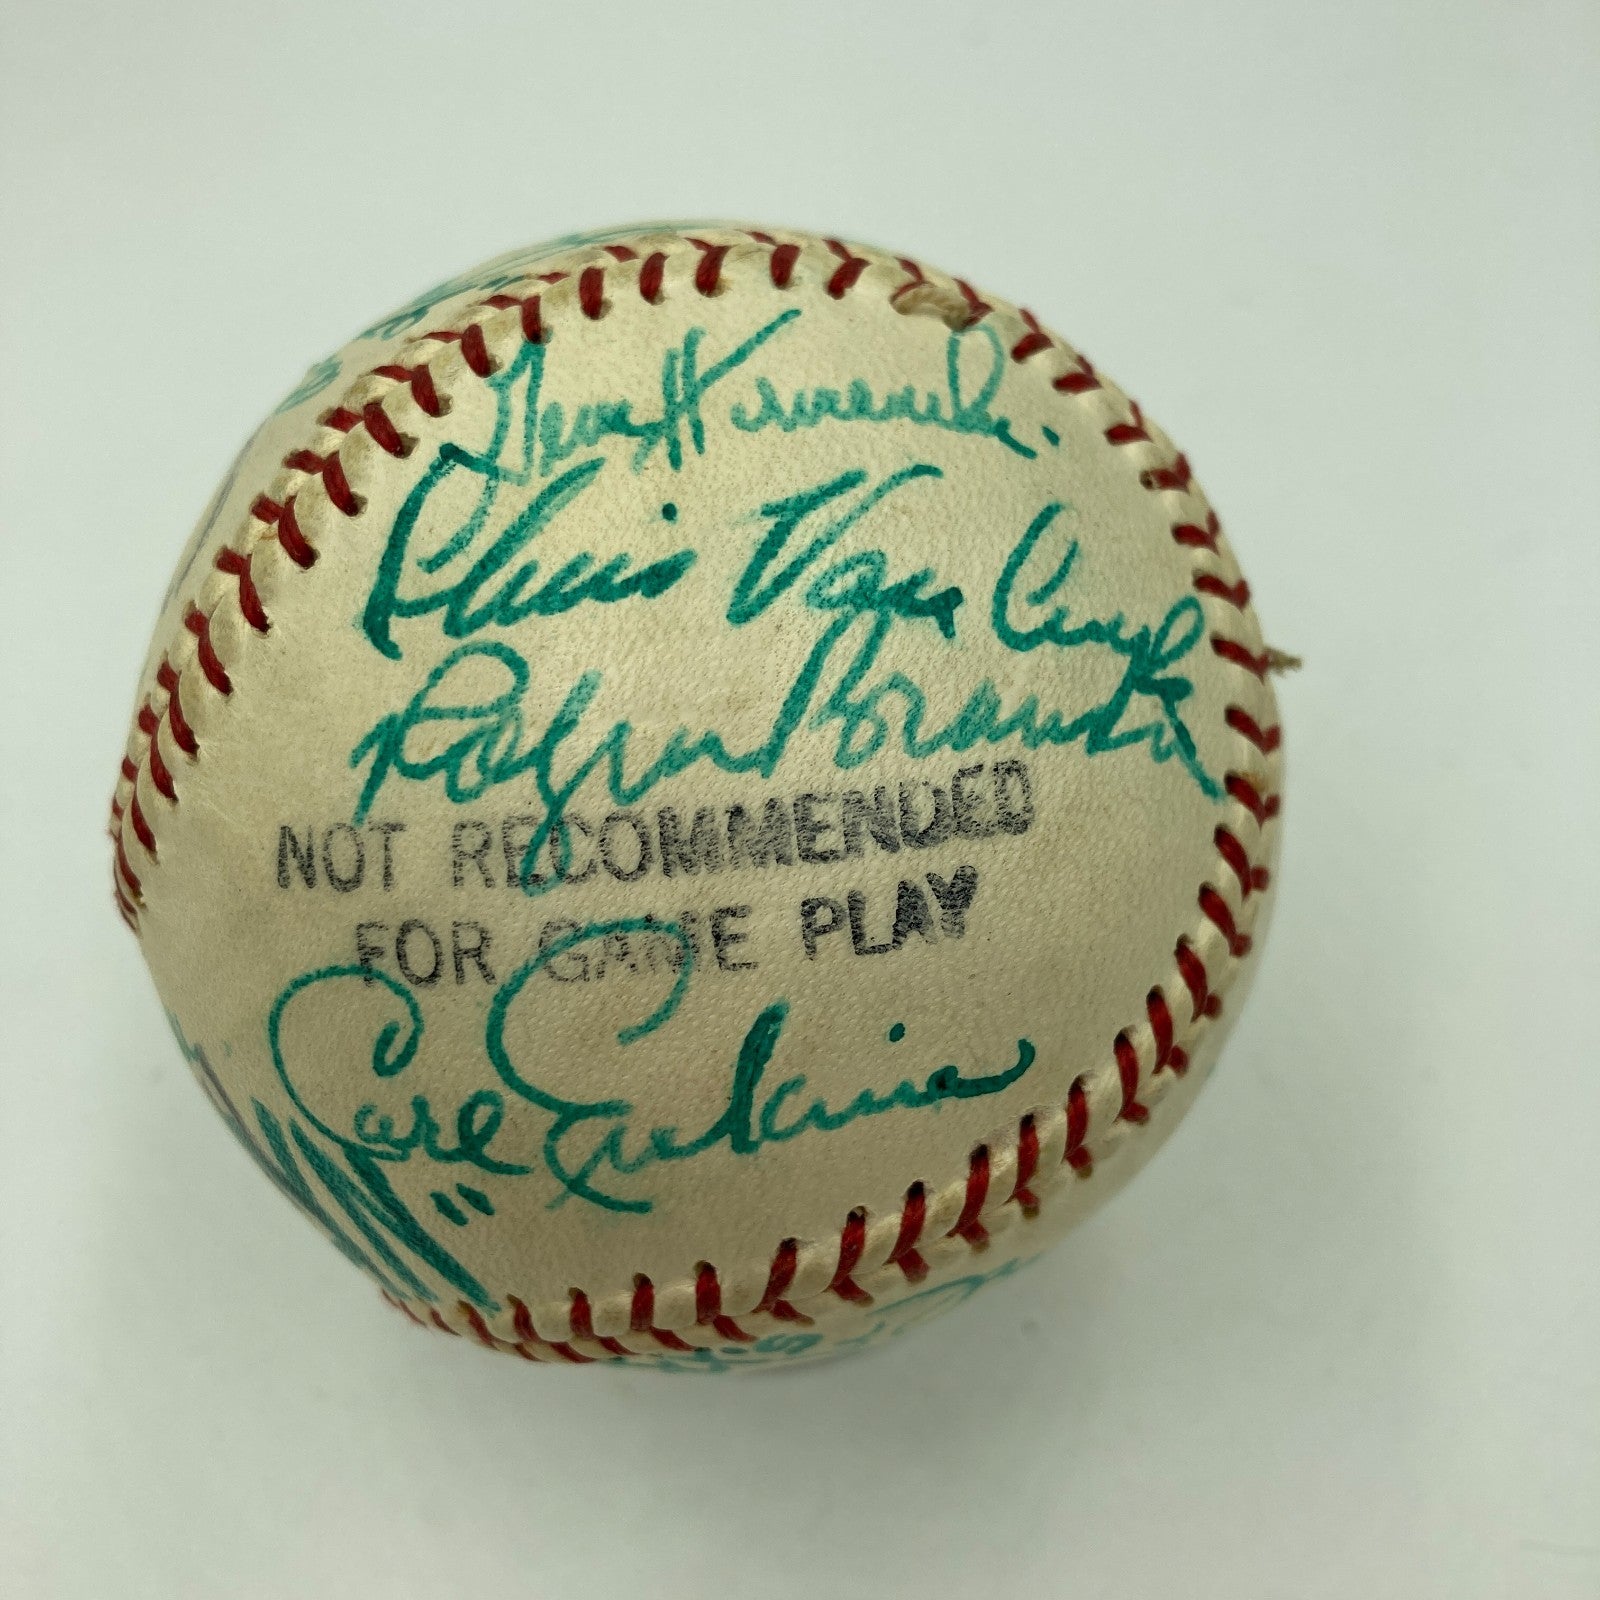 Gene Hermanski
Chris Van Cuyk
Ralph Branca
NOT RECOMMENDED
FOR GAME PLAY
Carl Erskine